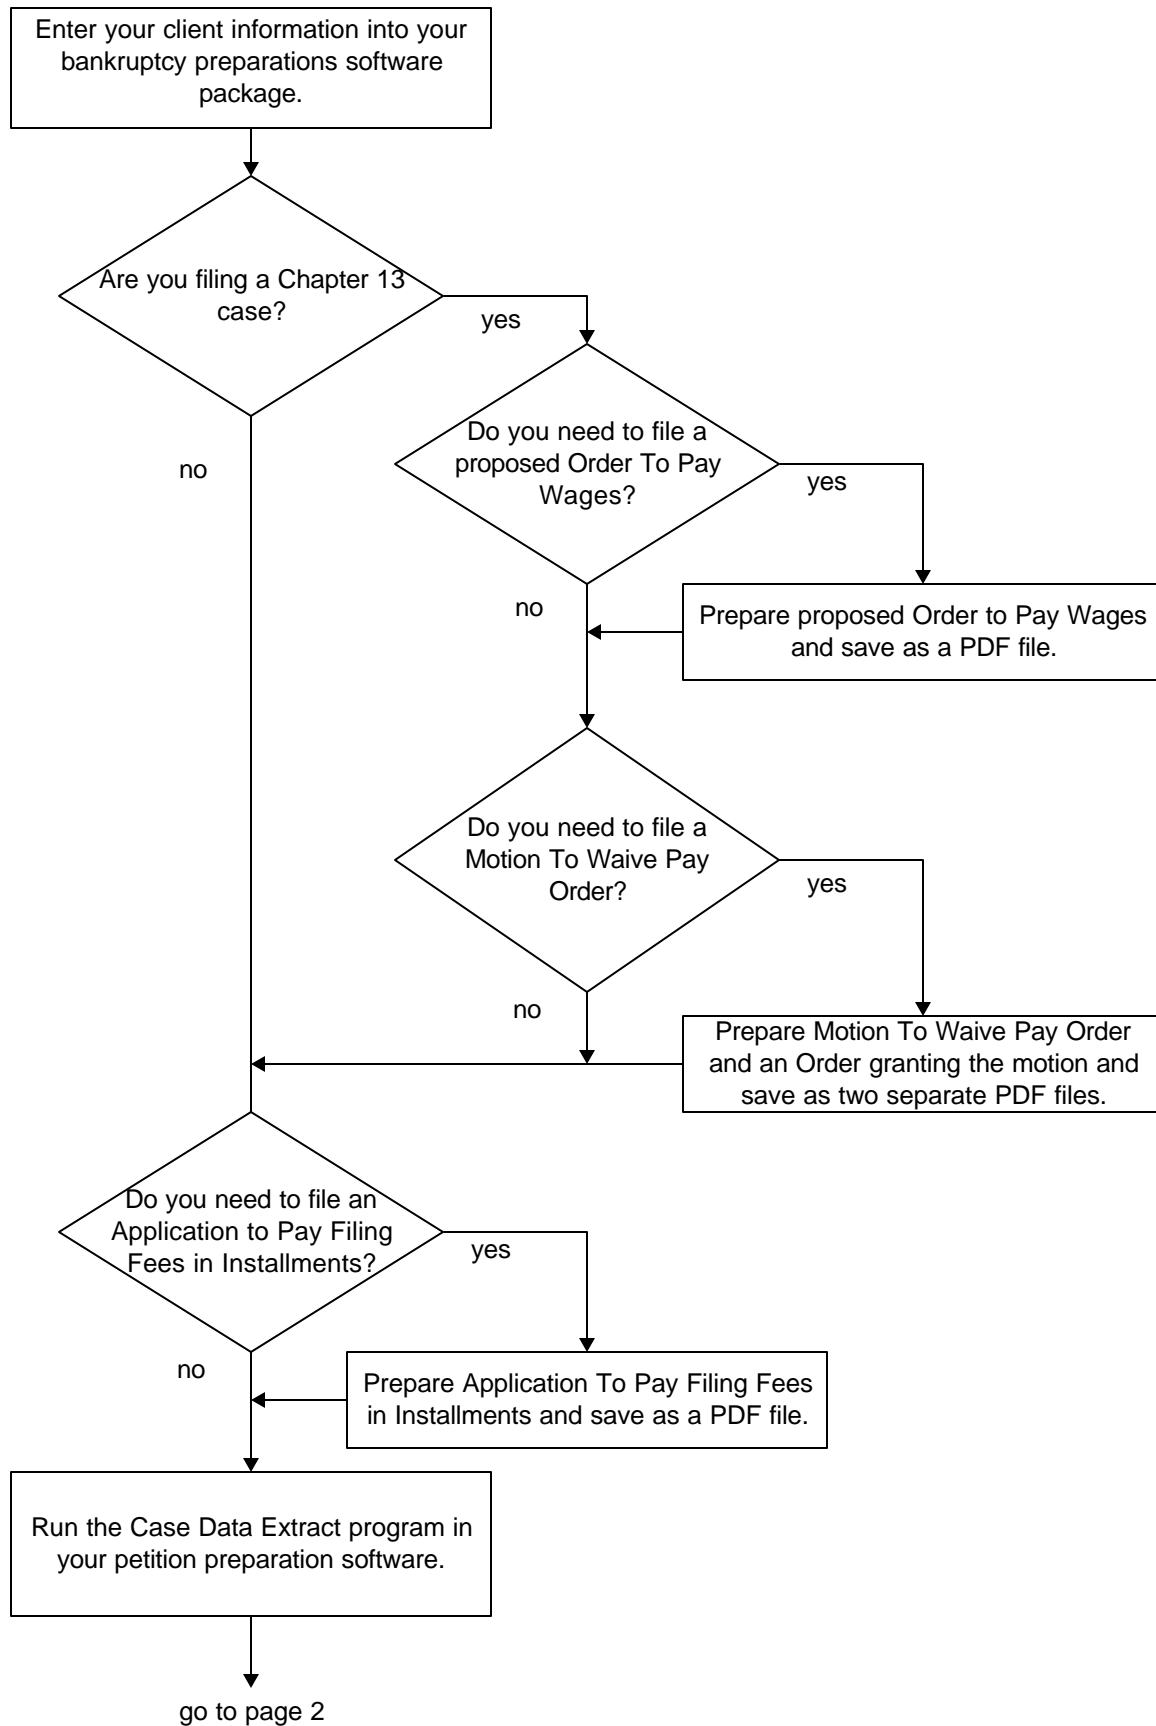 Enter your client information into your
bankruptcy preparations software
package.
Are you filing a Chapter 13
case?
yes
no
Do you need to file a
proposed Order To Pay
Wages?
yes
no
Prepare proposed Order to Pay Wages
and save as a PDF file.
Do you need to file a
Motion To Waive Pay
Order?
yes
no
Prepare Motion To Waive Pay Order
and an Order granting the motion and
save as two separate PDF files.
Do you need to file an
Application to Pay Filing
Fees in Installments?
yes
no
Prepare Application To Pay Filing Fees
in Installments and save as a PDF file.
Run the Case Data Extract program in
your petition preparation software.
go to page 2